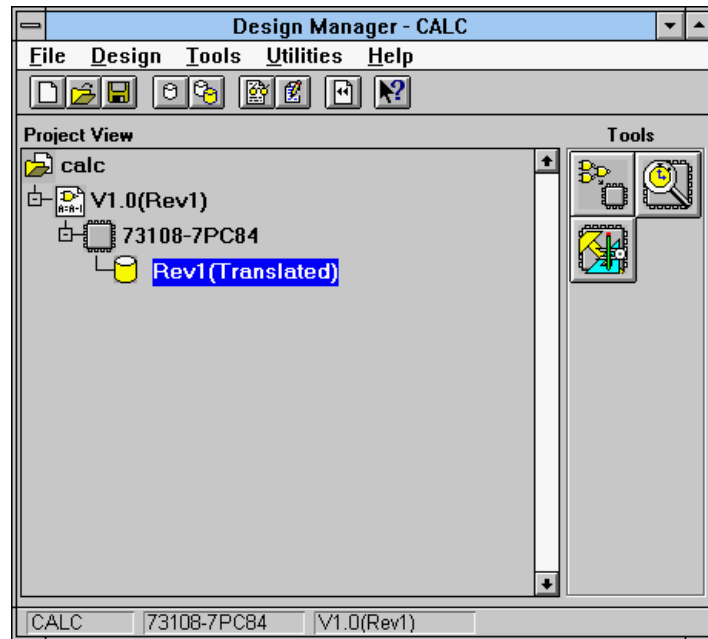 Design Manager - CALC
File Design Tools Utilities Help
Project View
Tools
calc
V1.0(Rev1)
73108-7PC84
Rev1(Translated)
CALC 73108-7PC84 V1.0(Rev1)